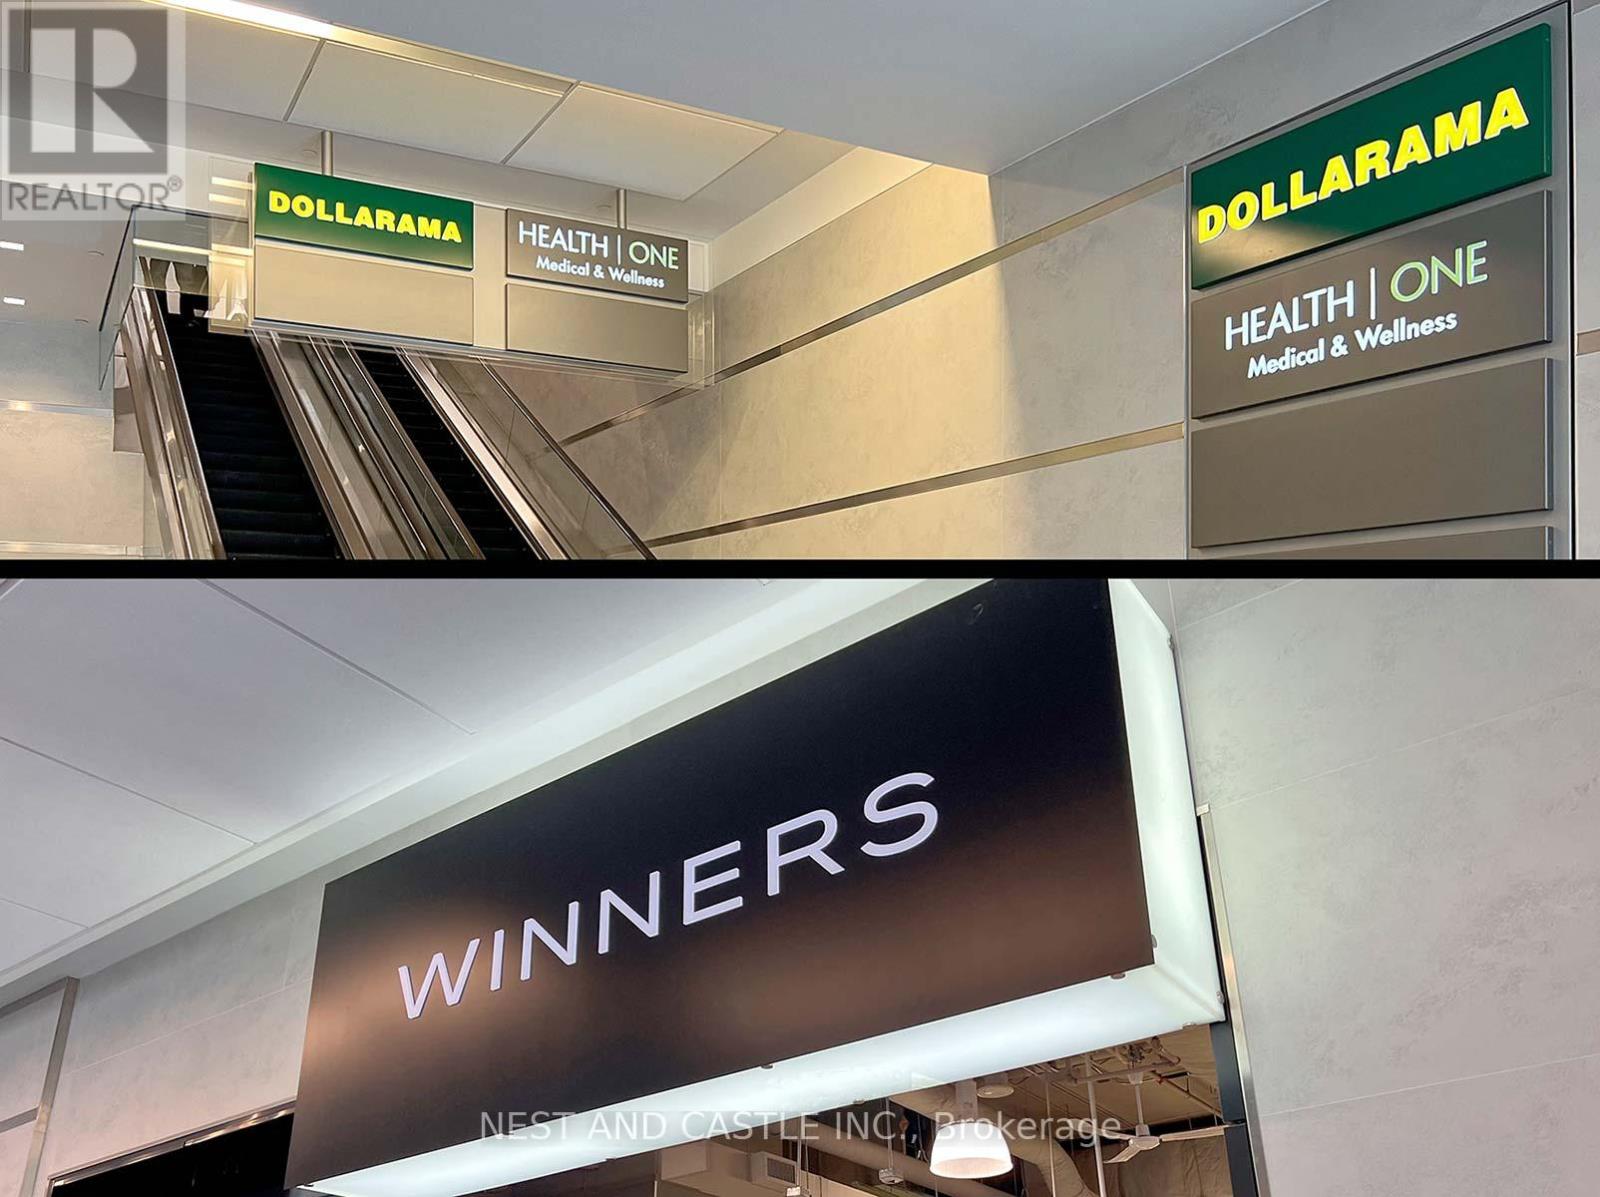 REALTOR®
DOLLARAMA
HEALTH | ONE
Medical & Wellness
DOLLARAMA
HEALTH | ONE
Medical & Wellness
WINNERS
NEST AND CASTLE INC., Brokerage